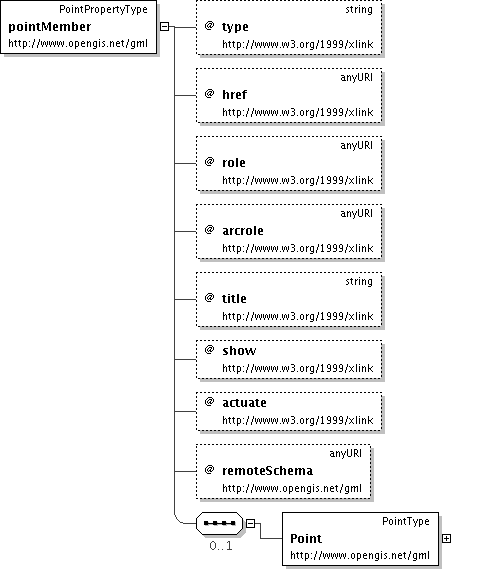 PointPropertyType
pointMember
http://www.opengis.net/gml
string
@ type
http://www.w3.org/1999/xlink
anyURI
@ href
http://www.w3.org/1999/xlink
anyURI
@ role
http://www.w3.org/1999/xlink
anyURI
@ arcrole
http://www.w3.org/1999/xlink
string
@ title
http://www.w3.org/1999/xlink
@ show
http://www.w3.org/1999/xlink
@ actuate
http://www.w3.org/1999/xlink
anyURI
@ remoteSchema
http://www.opengis.net/gml
0..1
PointType
Point
http://www.opengis.net/gml